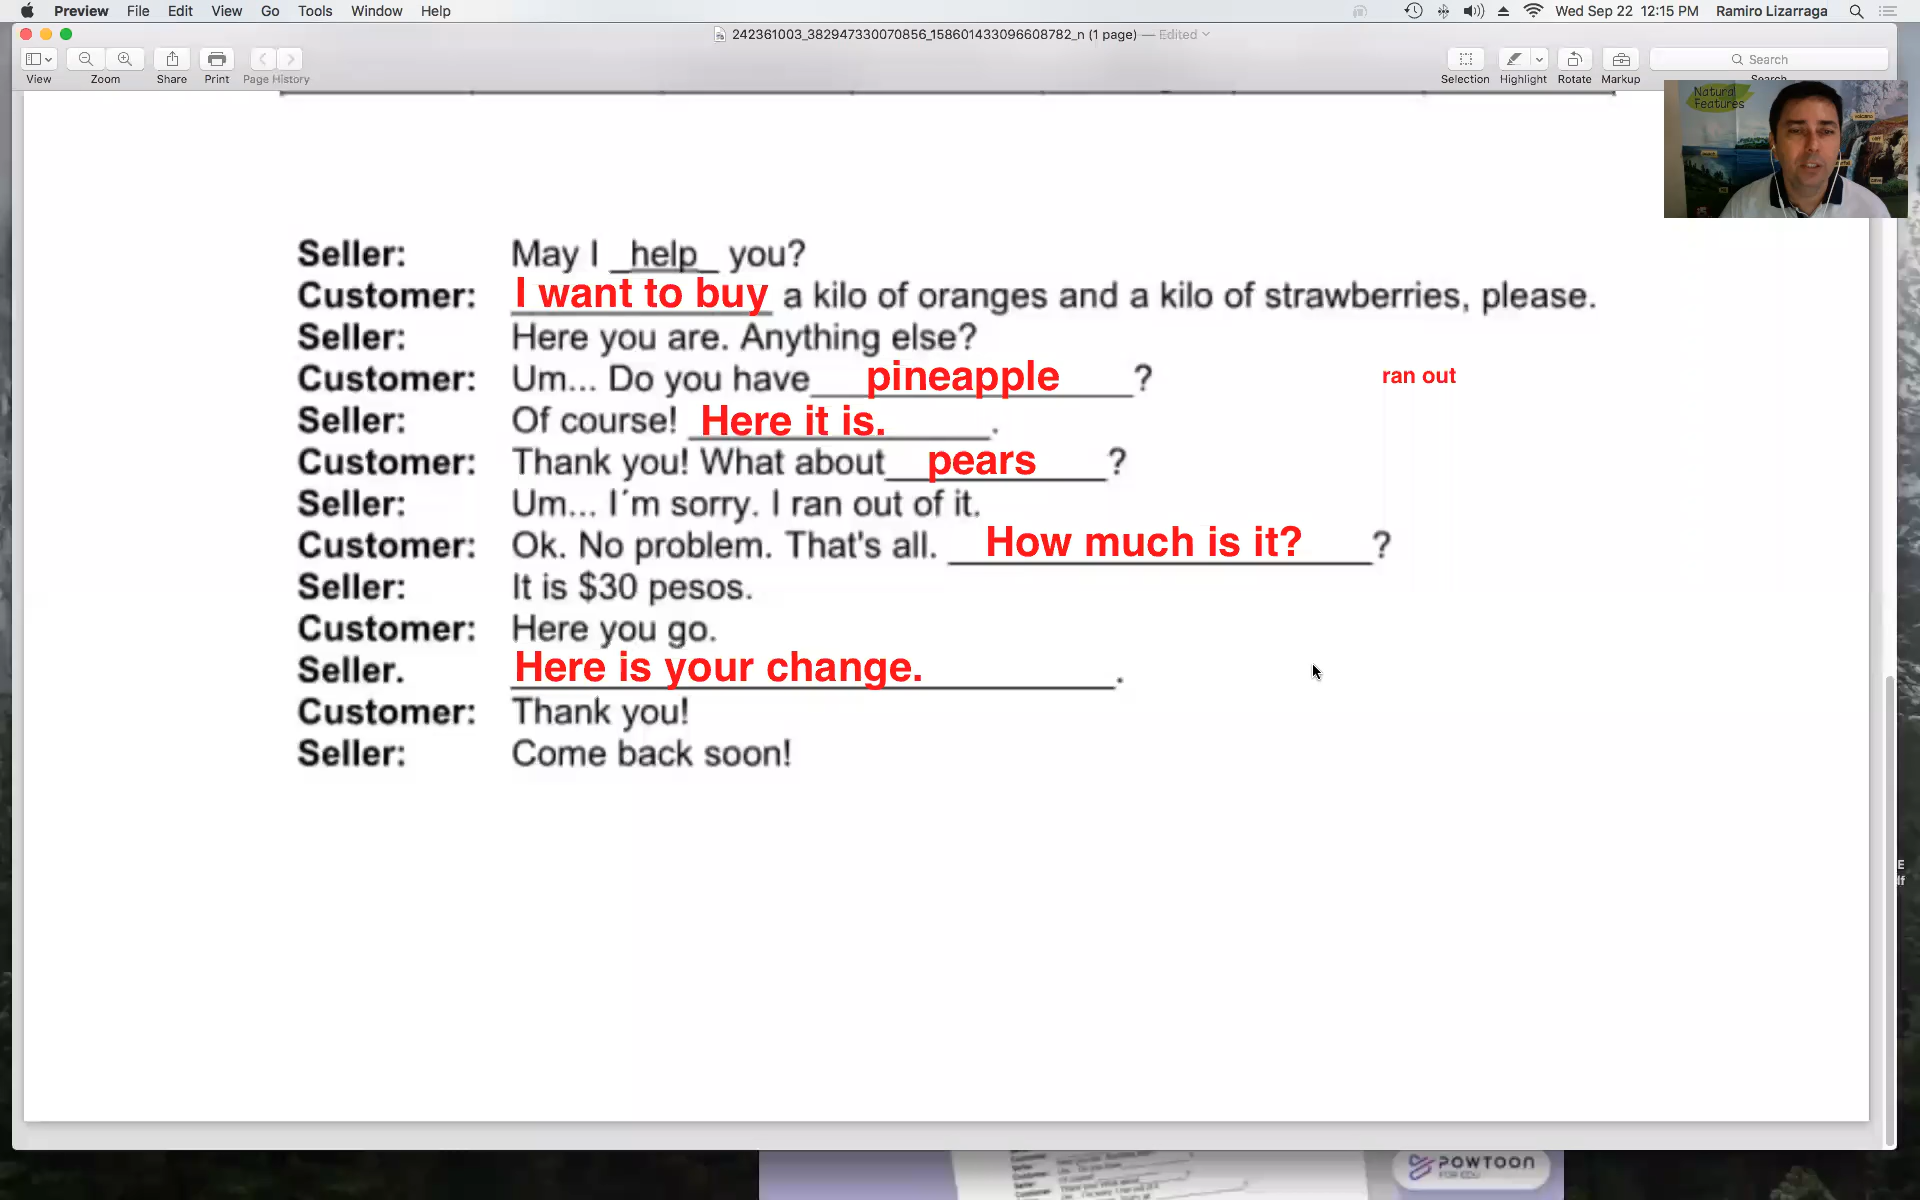 Preview File Edit View Go Tools Window Help Wed Sep 22 12:15 PM Ramiro Lizarraga
242361003_382947330070856_158601433096608782_n (1 page) — Edited
View Zoom Share Print Page History Selection Highlight Rotate Markup Search
Search
Natural
Features
Seller: May I _help_ you?
Customer: I want to buy a kilo of oranges and a kilo of strawberries, please.
Seller: Here you are. Anything else?
Customer: Um... Do you have pineapple ? ran out
Seller: Of course! Here it is. .
Customer: Thank you! What about pears ?
Seller: Um... I´m sorry. I ran out of it.
Customer: Ok. No problem. That's all. How much is it? ?
Seller: It is $30 pesos.
Customer: Here you go.
Seller. Here is your change. .
Customer: Thank you!
Seller: Come back soon!
POWTOON
FOR EDU